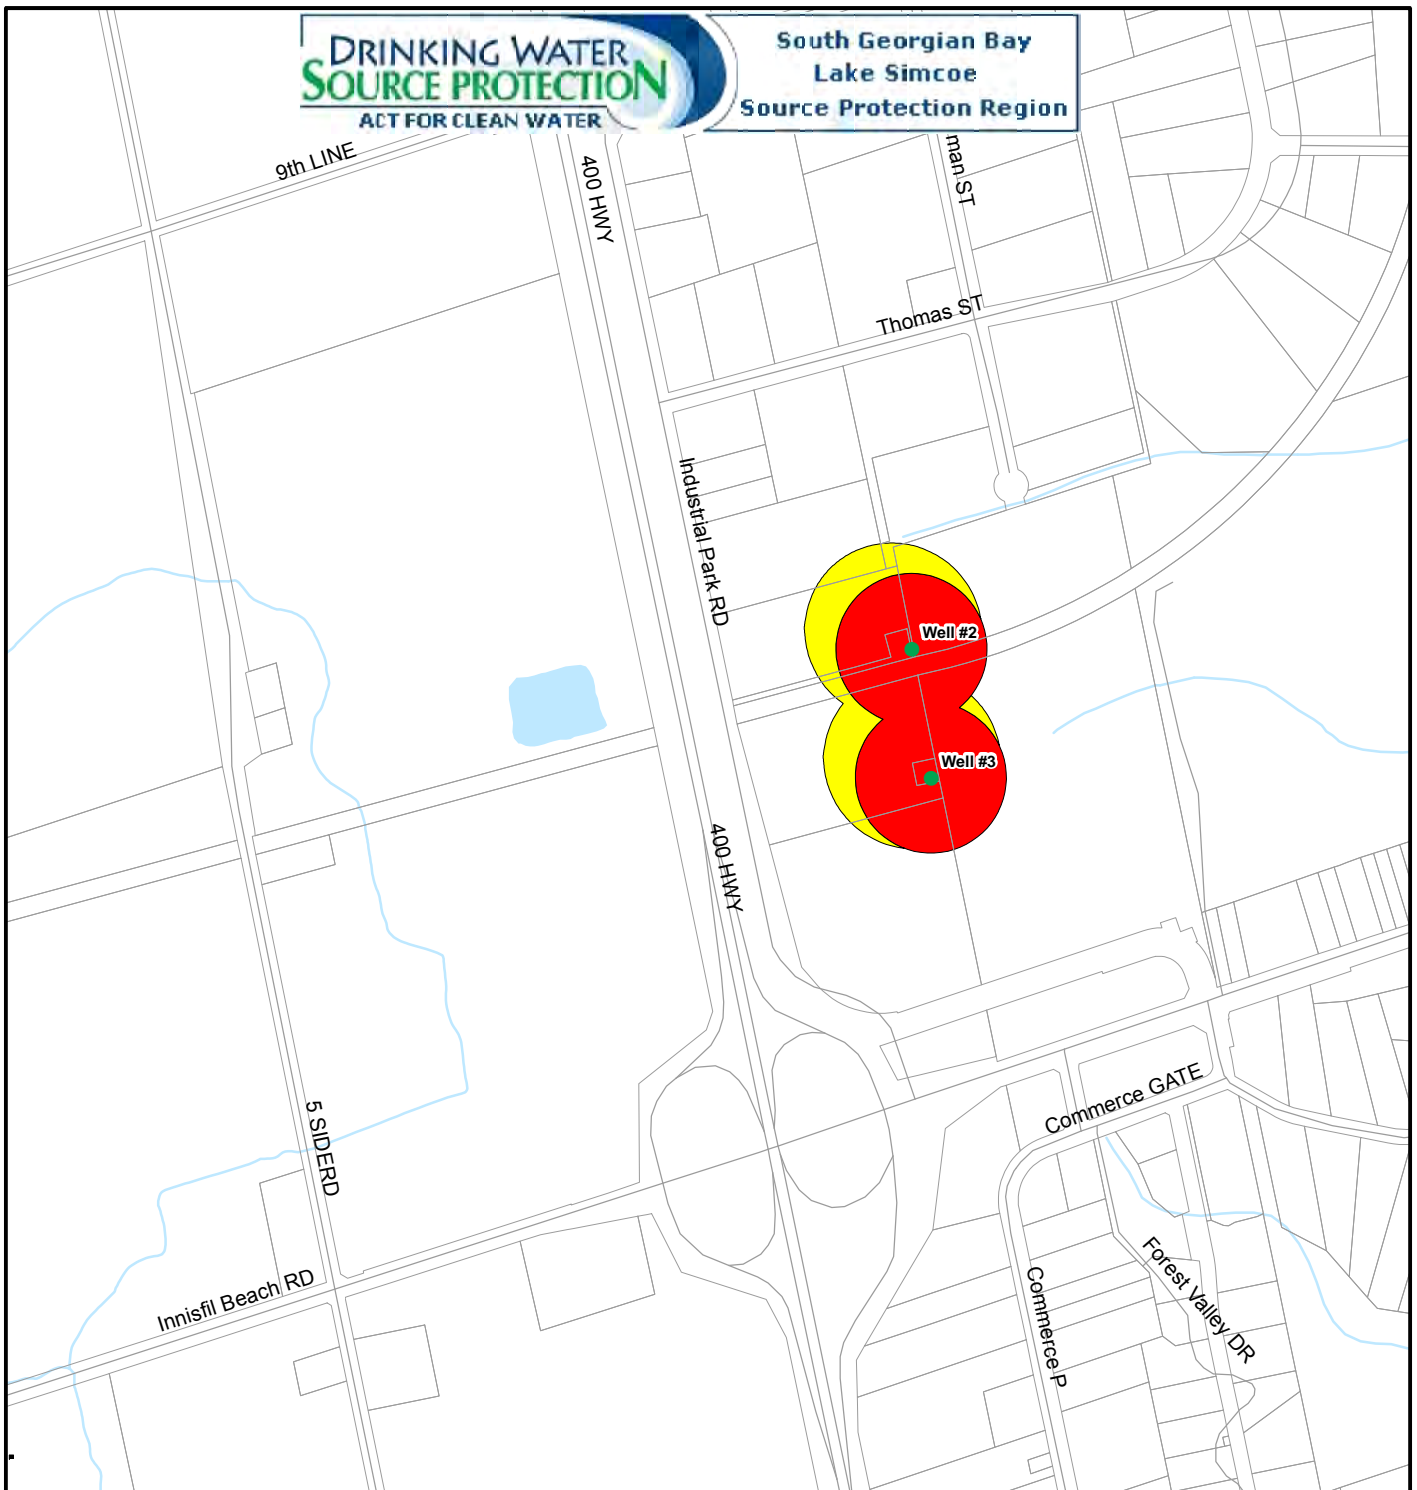 DRINKING WATER
SOURCE PROTECTION
ACT FOR CLEAN WATER
South Georgian Bay
Lake Simcoe
Source Protection Region
9th LINE
400 HWY
man ST
Thomas ST
Industrial Park RD
Well #2
Well #3
400 HWY
5 SIDERD
Commerce GATE
Innisfil Beach RD
Forest Valley DR
Commerce P